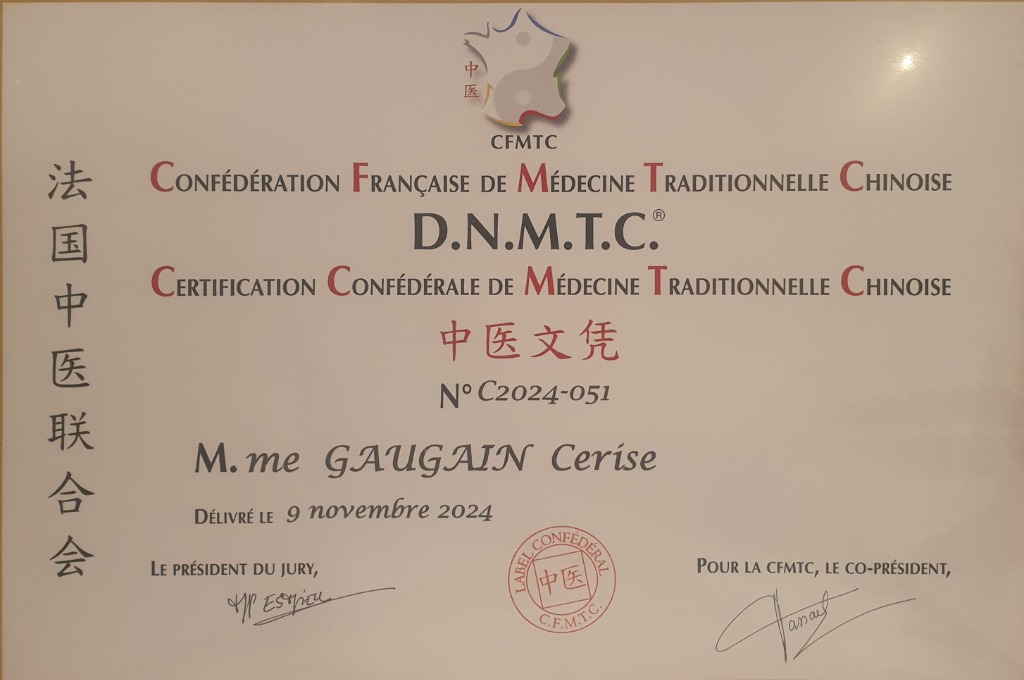 中
医
CFMTC
CONFÉDÉRATION FRANÇAISE DE MÉDECINE TRADITIONNELLE CHINOISE
D.N.M.T.C.®
CERTIFICATION CONFÉDÉRALE DE MÉDECINE TRADITIONNELLE CHINOISE
中医文凭
N° C2024-051
法国中医联合会
M.me GAUGAIN Cerise
DÉLIVRÉ LE 9 novembre 2024
LE PRÉSIDENT DU JURY,
LABEL CONFÉDÉRAL
中医
C.F.M.T.C.
POUR LA CFMTC, LE CO-PRÉSIDENT,